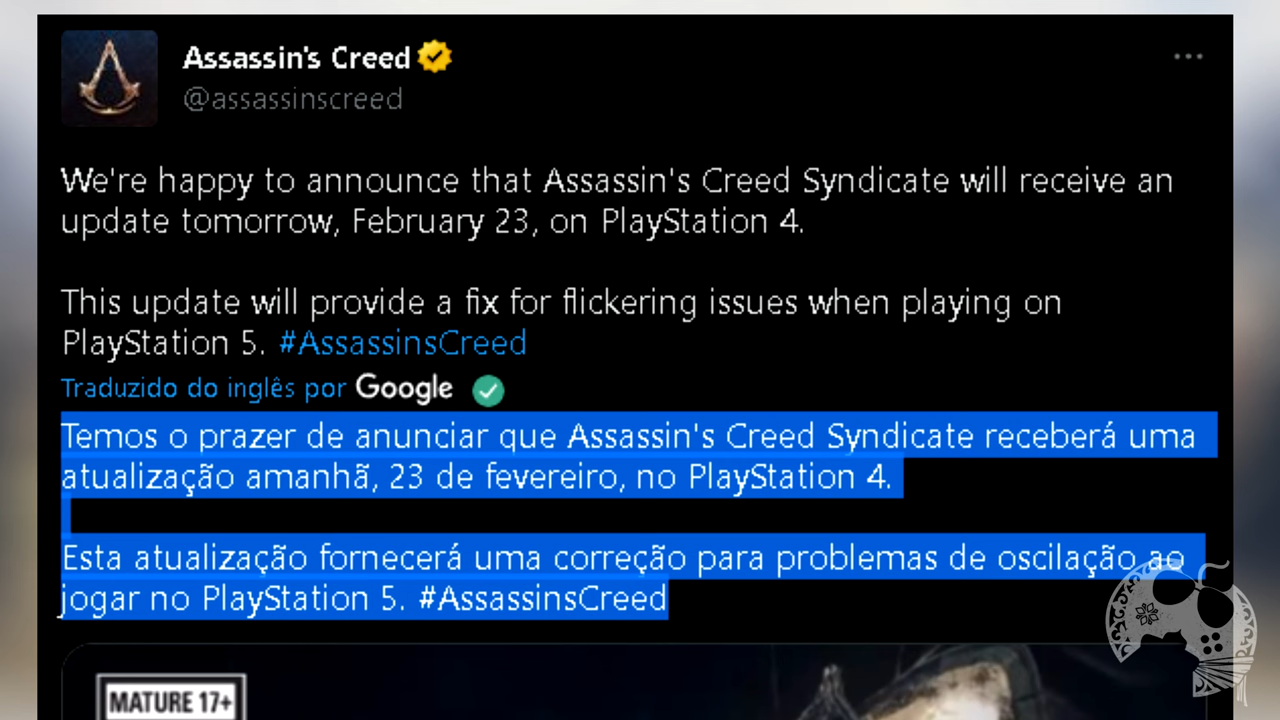 Assassin's Creed
@assassinscreed
We're happy to announce that Assassin's Creed Syndicate will receive an
update tomorrow, February 23, on PlayStation 4.
This update will provide a fix for flickering issues when playing on
PlayStation 5. #AssassinsCreed
Traduzido do inglês por Google
Temos o prazer de anunciar que Assassin's Creed Syndicate receberá uma
atualização amanhã, 23 de fevereiro, no PlayStation 4.
Esta atualização fornecerá uma correção para problemas de oscilação ao
jogar no PlayStation 5. #AssassinsCreed
MATURE 17+